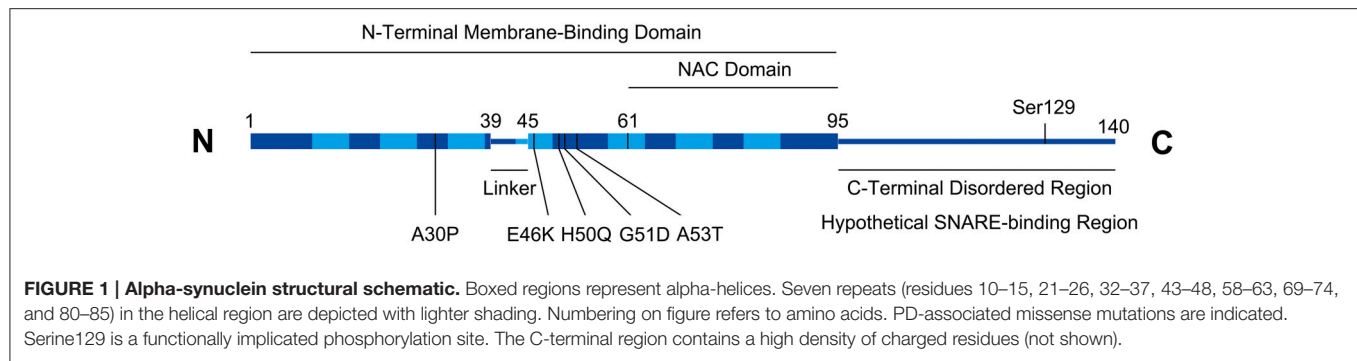 N-Terminal Membrane-Binding Domain
NAC Domain
1 39 45 61 95 Ser129 140
N C
Linker
C-Terminal Disordered Region
Hypothetical SNARE-binding Region
A30P E46K H50Q G51D A53T
FIGURE 1 | Alpha-synuclein structural schematic. Boxed regions represent alpha-helices. Seven repeats (residues 10–15, 21–26, 32–37, 43–48, 58–63, 69–74,
and 80–85) in the helical region are depicted with lighter shading. Numbering on figure refers to amino acids. PD-associated missense mutations are indicated.
Serine129 is a functionally implicated phosphorylation site. The C-terminal region contains a high density of charged residues (not shown).